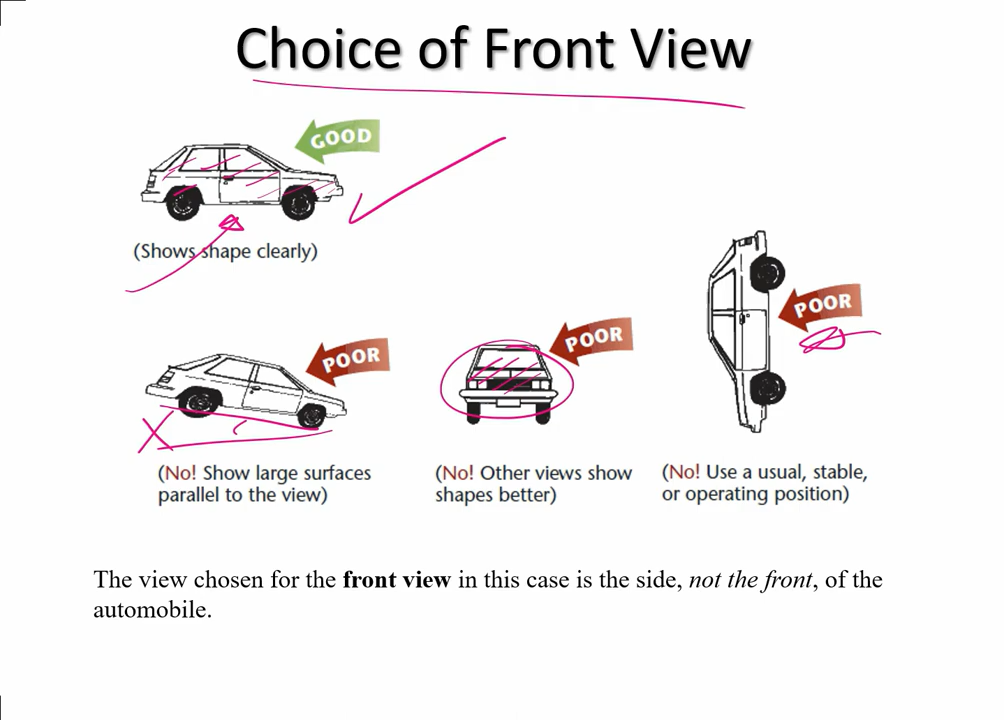 Choice of Front View
GOOD
(Shows shape clearly)
POOR
POOR
POOR
(No! Show large surfaces
parallel to the view)
(No! Other views show
shapes better)
(No! Use a usual, stable,
or operating position)
The view chosen for the front view in this case is the side, not the front, of the
automobile.